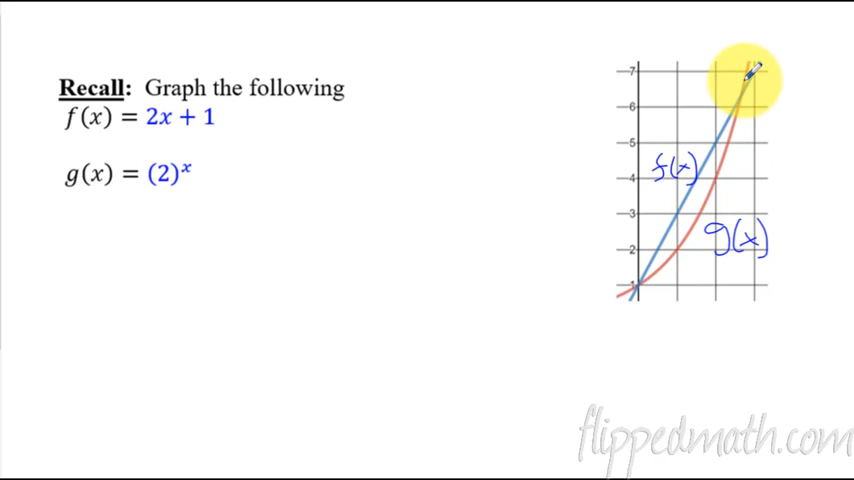 Recall: Graph the following
f(x) = 2x + 1
g(x) = (2)^x
7
6
5
f(x)
4
3
g(x)
2
1
flippedmath.com